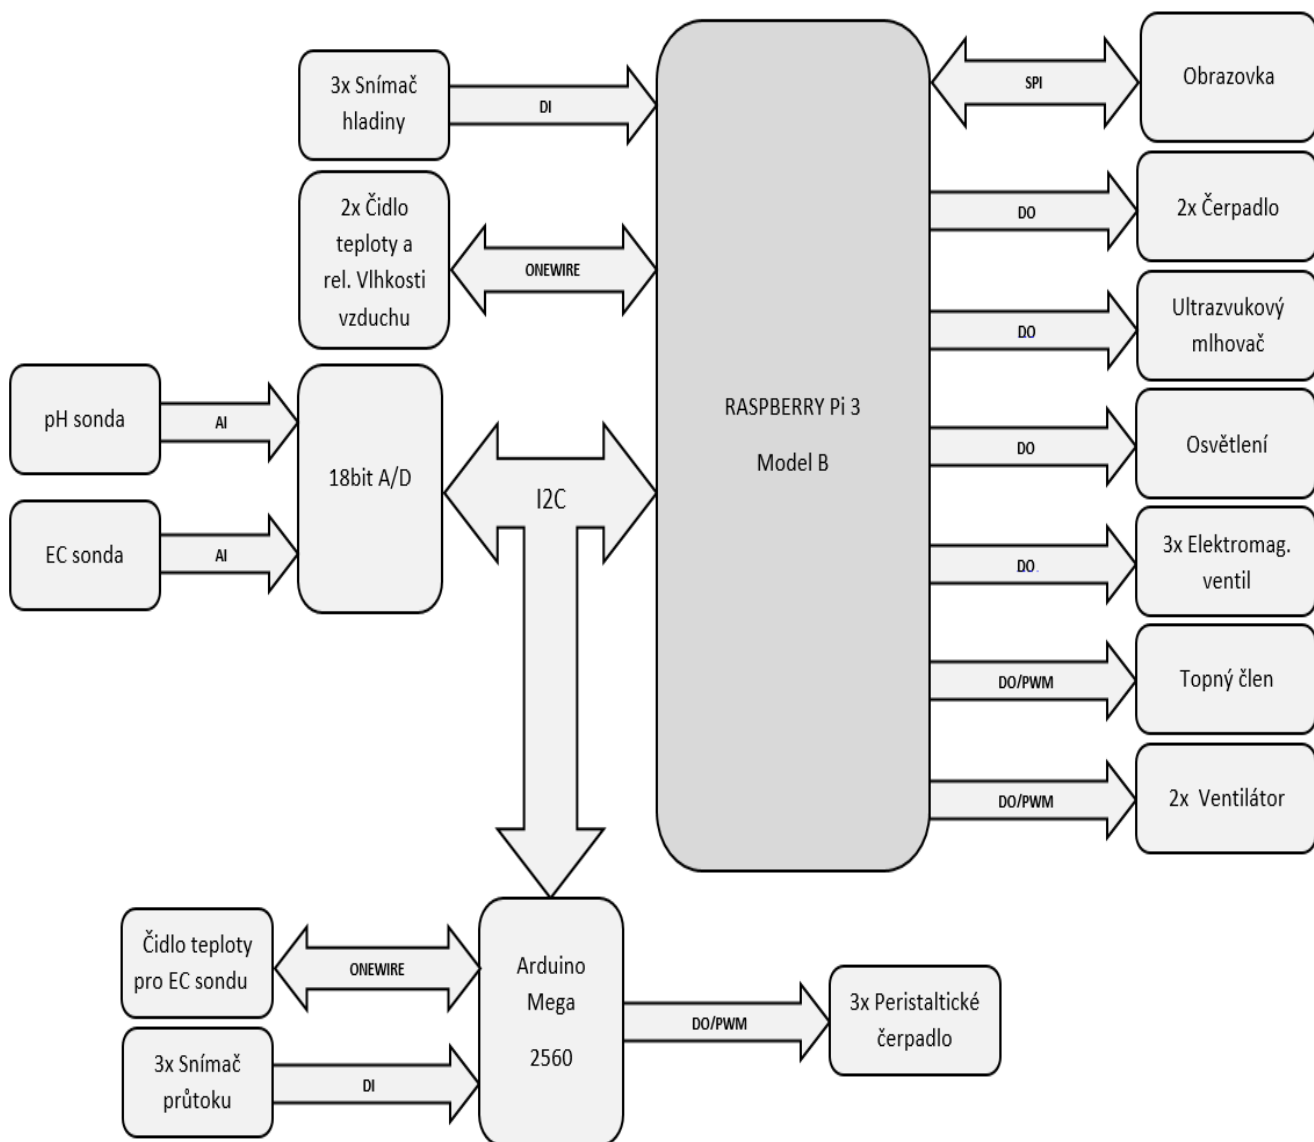 3x Snímač
hladiny
DI
SPI
Obrazovka
2x Čidlo
teploty a
rel. Vlhkosti
vzduchu
ONEWIRE
DO
2x Čerpadlo
DO
Ultrazvukový
mlhovač
pH sonda
AI
18bit A/D
EC sonda
AI
I2C
RASPBERRY Pi 3
Model B
DO
Osvětlení
DO.
3x Elektromag.
ventil
DO/PWM
Topný člen
DO/PWM
2x Ventilátor
Čidlo teploty
pro EC sondu
ONEWIRE
Arduino
Mega
2560
DO/PWM
3x Peristaltické
čerpadlo
3x Snímač
průtoku
DI